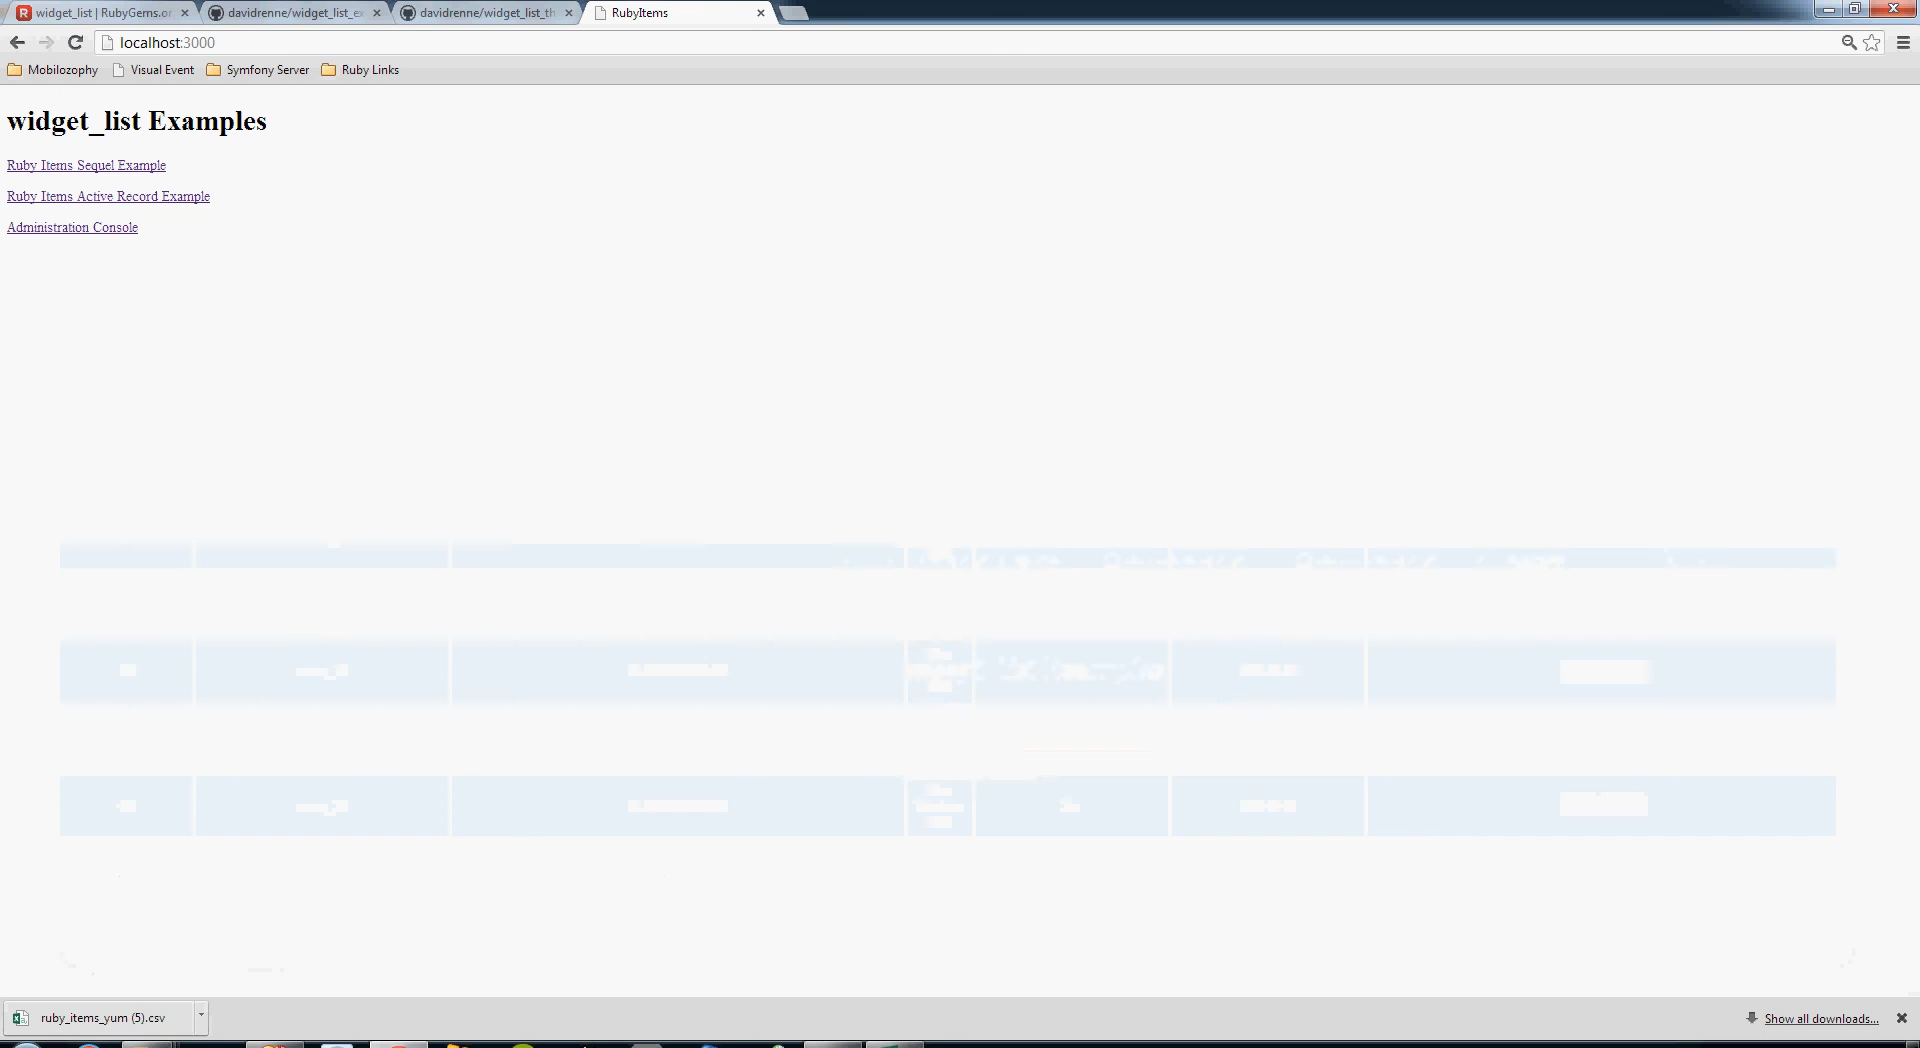 widget_list | RubyGems.or
davidrenne/widget_list_ex
davidrenne/widget_list_th
RubyItems
localhost:3000
Mobilozophy
Visual Event
Symfony Server
Ruby Links
widget_list Examples
Ruby Items Sequel Example
Ruby Items Active Record Example
Administration Console
ruby_items_yum (5).csv
Show all downloads...